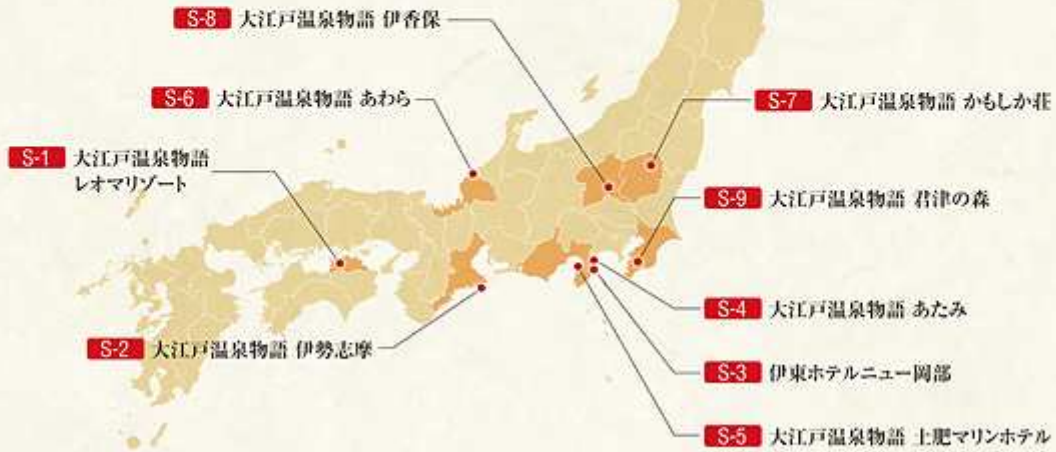 S-8 大江戸温泉物語 伊香保
S-6 大江戸温泉物語 あわら
S-7 大江戸温泉物語 かもしか荘
S-1 大江戸温泉物語
レオマリゾート
S-9 大江戸温泉物語 君津の森
S-4 大江戸温泉物語 あたみ
S-2 大江戸温泉物語 伊勢志摩
S-3 伊東ホテルニュー岡部
S-5 大江戸温泉物語 土肥マリンホテル